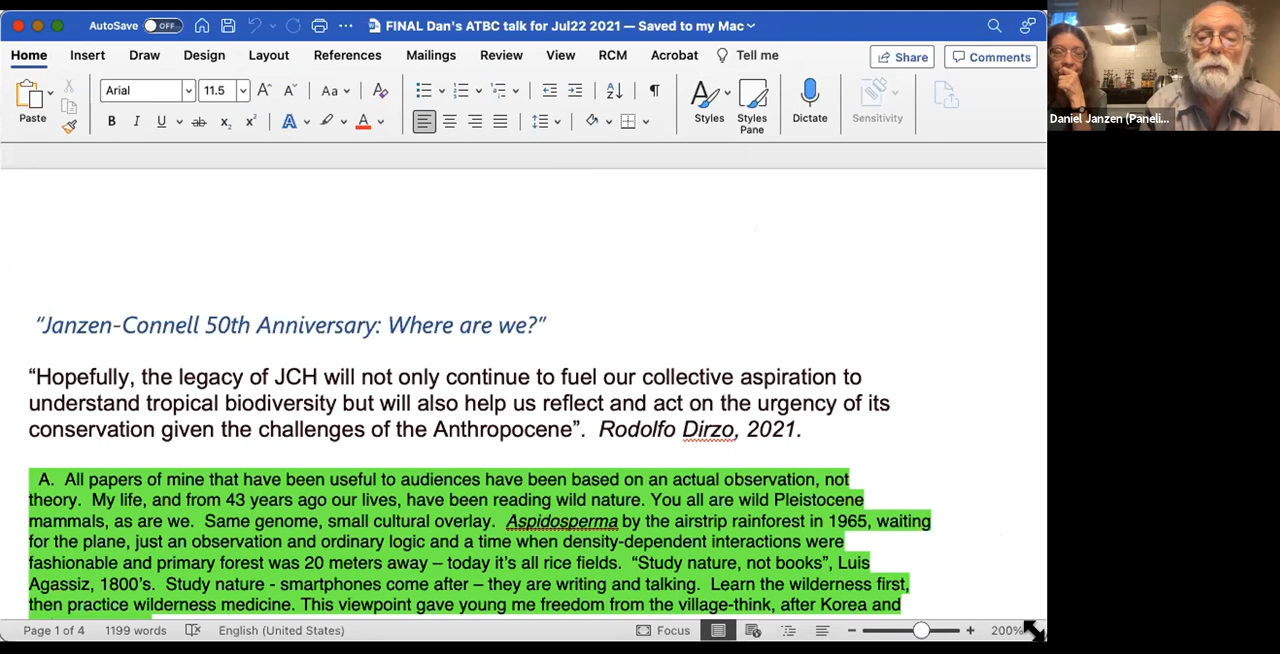 AutoSave OFF FINAL Dan's ATBC talk for Jul22 2021 — Saved to my Mac
Home Insert Draw Design Layout References Mailings Review View RCM Acrobat Tell me Share Comments
Paste Arial 11.5 Aa Styles Styles Pane Dictate Sensitivity
Daniel Janzen (Paneli...
“Janzen-Connell 50th Anniversary: Where are we?”
“Hopefully, the legacy of JCH will not only continue to fuel our collective aspiration to
understand tropical biodiversity but will also help us reflect and act on the urgency of its
conservation given the challenges of the Anthropocene”. Rodolfo Dirzo, 2021.
A. All papers of mine that have been useful to audiences have been based on an actual observation, not
theory. My life, and from 43 years ago our lives, have been reading wild nature. You all are wild Pleistocene
mammals, as are we. Same genome, small cultural overlay. Aspidosperma by the airstrip rainforest in 1965, waiting
for the plane, just an observation and ordinary logic and a time when density-dependent interactions were
fashionable and primary forest was 20 meters away – today it’s all rice fields. “Study nature, not books”, Luis
Agassiz, 1800’s. Study nature - smartphones come after – they are writing and talking. Learn the wilderness first,
then practice wilderness medicine. This viewpoint gave young me freedom from the village-think, after Korea and
Page 1 of 4 1199 words English (United States) Focus 200%